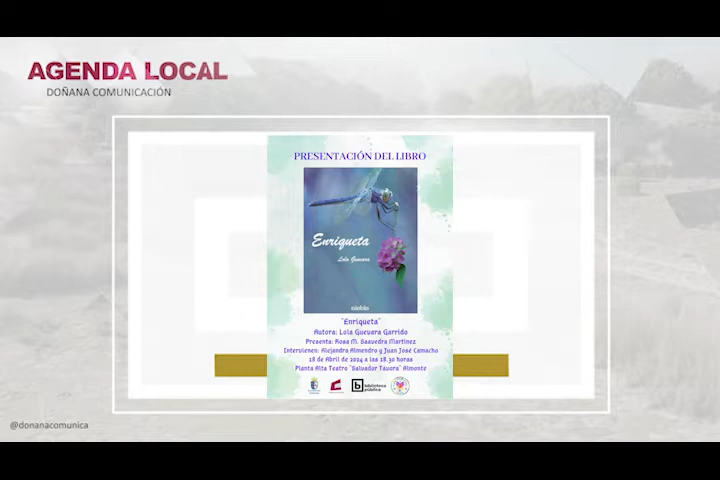 AGENDA LOCAL
DOÑANA COMUNICACIÓN
PRESENTACIÓN DEL LIBRO
Enriqueta
Lola Guevara
niebla
"Enriqueta"
Autora: Lola Guevara Garrido
Presenta: Rosa M. Saavedra Martínez
Intervienen: Alejandra Almendro y Juan José Camacho
18 de Abril de 2024 a las 18.30 horas
Planta Alta Teatro "Salvador Távora" Almonte
biblioteca
pública
@donanacomunica